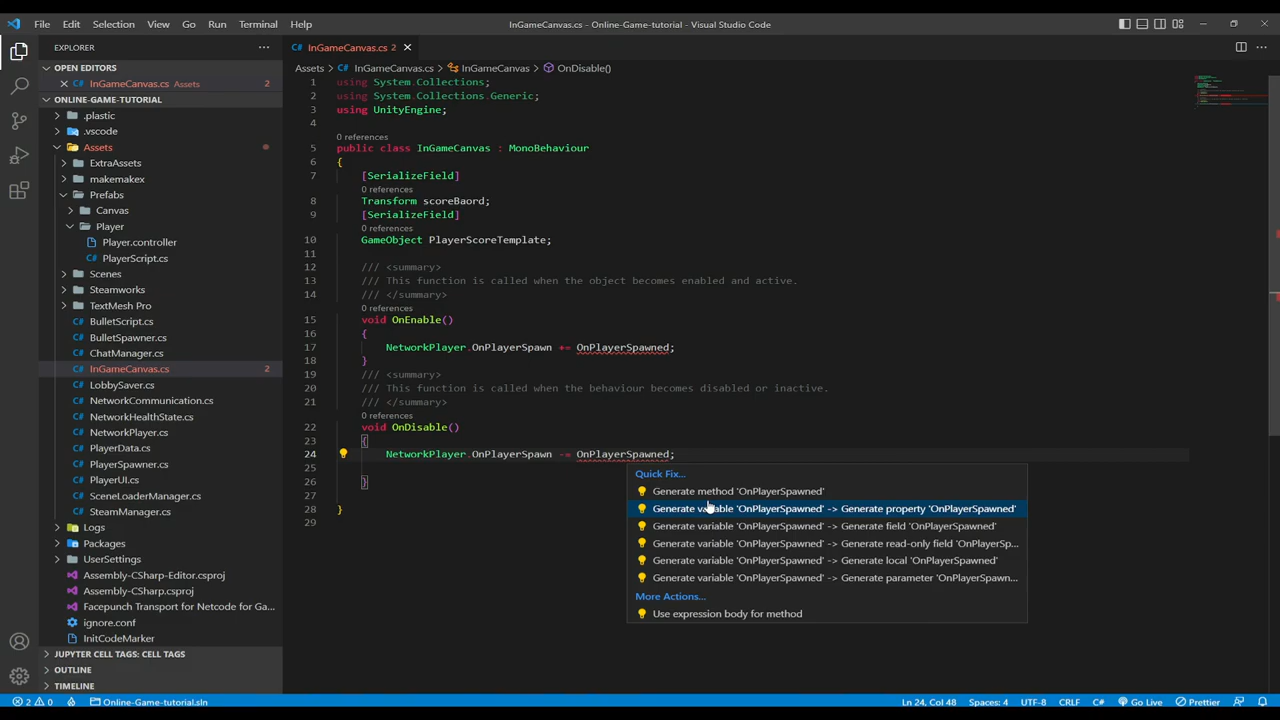 File Edit Selection View Go Run Terminal Help
InGameCanvas.cs - Online-Game-tutorial - Visual Studio Code
EXPLORER
OPEN EDITORS
InGameCanvas.cs Assets 2
ONLINE-GAME-TUTORIAL
.plastic
.vscode
Assets
ExtraAssets
makemakex
Prefabs
Canvas
Player
Player.controller
PlayerScript.cs
Scenes
Steamworks
TextMesh Pro
BulletScript.cs
BulletSpawner.cs
ChatManager.cs
InGameCanvas.cs 2
LobbySaver.cs
NetworkCommunication.cs
NetworkHealthState.cs
NetworkPlayer.cs
PlayerData.cs
PlayerSpawner.cs
PlayerUI.cs
SceneLoaderManager.cs
SteamManager.cs
Logs
Packages
UserSettings
Assembly-CSharp-Editor.csproj
Assembly-CSharp.csproj
Facepunch Transport for Netcode for Ga...
ignore.conf
InitCodeMarker
JUPYTER CELL TAGS: CELL TAGS
OUTLINE
TIMELINE
C# InGameCanvas.cs 2
Assets > C# InGameCanvas.cs > InGameCanvas > OnDisable()
1 using System.Collections;
2 using System.Collections.Generic;
3 using UnityEngine;
4
0 references
5 public class InGameCanvas : MonoBehaviour
6 {
7 [SerializeField]
0 references
8 Transform scoreBaord;
9 [SerializeField]
0 references
10 GameObject PlayerScoreTemplate;
11
12 /// <summary>
13 /// This function is called when the object becomes enabled and active.
14 /// </summary>
0 references
15 void OnEnable()
16 {
17 NetworkPlayer.OnPlayerSpawn += OnPlayerSpawned;
18 }
19 /// <summary>
20 /// This function is called when the behaviour becomes disabled or inactive.
21 /// </summary>
0 references
22 void OnDisable()
23 {
24 NetworkPlayer.OnPlayerSpawn -= OnPlayerSpawned;
25
26 }
27
28 }
29
Quick Fix...
Generate method 'OnPlayerSpawned'
Generate variable 'OnPlayerSpawned' -> Generate property 'OnPlayerSpawned'
Generate variable 'OnPlayerSpawned' -> Generate field 'OnPlayerSpawned'
Generate variable 'OnPlayerSpawned' -> Generate read-only field 'OnPlayerSp...
Generate variable 'OnPlayerSpawned' -> Generate local 'OnPlayerSpawned'
Generate variable 'OnPlayerSpawned' -> Generate parameter 'OnPlayerSpawn...
More Actions...
Use expression body for method
2 0 Online-Game-tutorial.sln
Ln 24, Col 48 Spaces: 4 UTF-8 CRLF C# Go Live Prettier